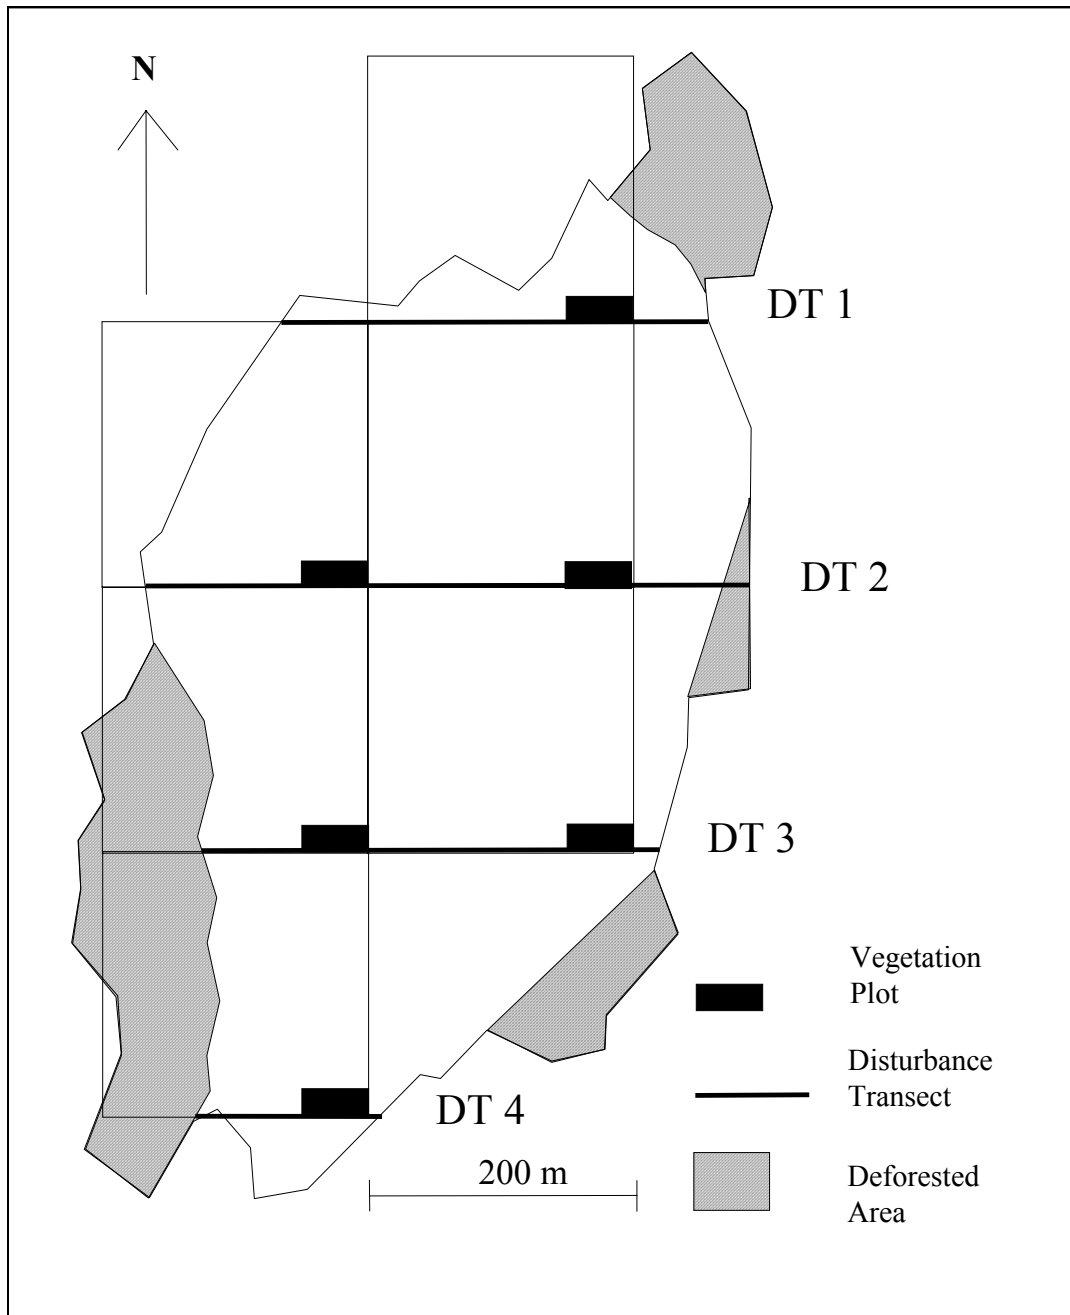 N
DT 1
DT 2
DT 3
DT 4
200 m
Vegetation
Plot
Disturbance
Transect
Deforested
Area